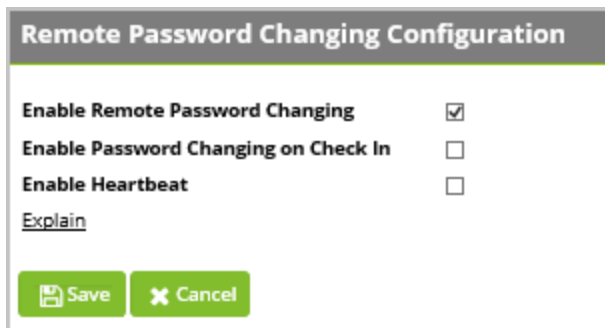 Remote Password Changing Configuration
Enable Remote Password Changing
Enable Password Changing on Check In
Enable Heartbeat
Explain
Save Cancel